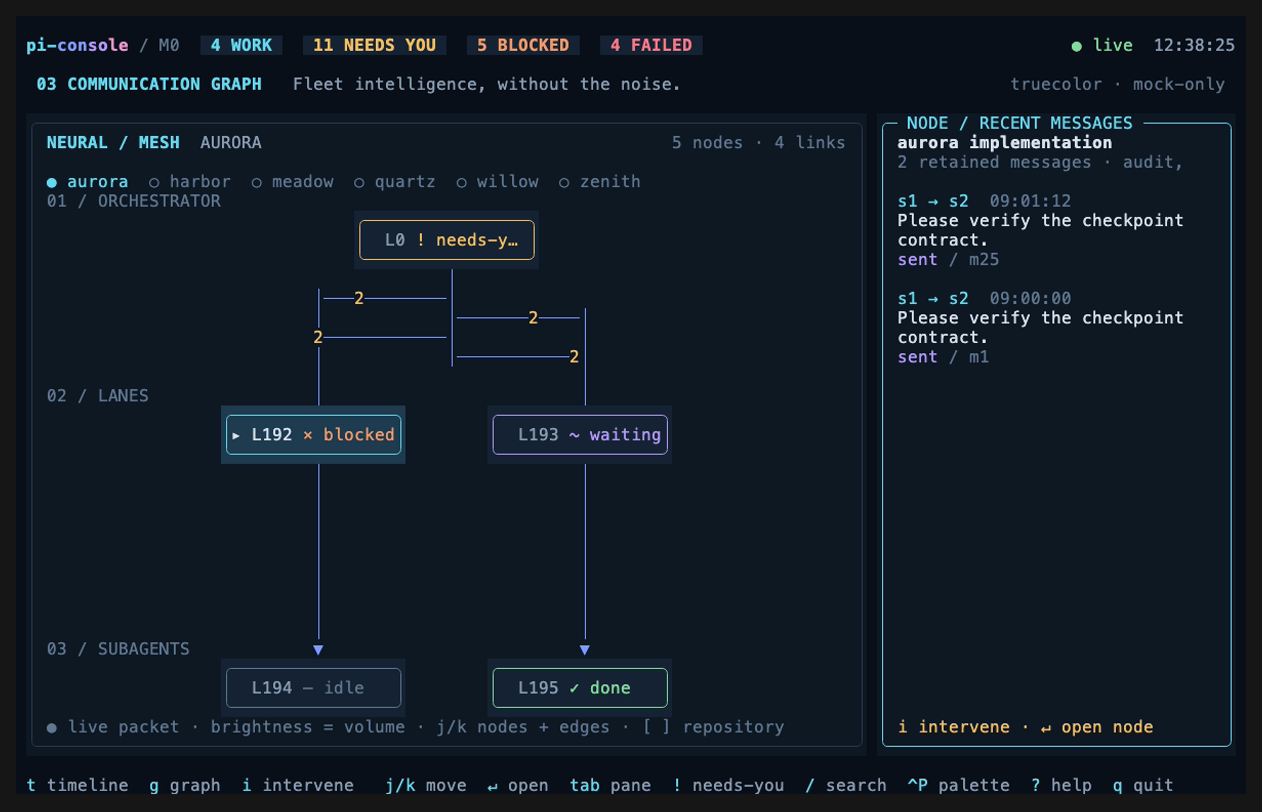 pi-console / M0 4 WORK 11 NEEDS YOU 5 BLOCKED 4 FAILED ● live 12:38:25
03 COMMUNICATION GRAPH Fleet intelligence, without the noise. truecolor · mock-only
NEURAL / MESH AURORA 5 nodes · 4 links
● aurora ○ harbor ○ meadow ○ quartz ○ willow ○ zenith
01 / ORCHESTRATOR
L0 ! needs-y…
2
2
2
2
02 / LANES
▸ L192 × blocked
L193 ~ waiting
03 / SUBAGENTS
L194 — idle
L195 ✓ done
● live packet · brightness = volume · j/k nodes + edges · [ ] repository
NODE / RECENT MESSAGES
aurora implementation
2 retained messages · audit,
s1 → s2 09:01:12
Please verify the checkpoint
contract.
sent / m25
s1 → s2 09:00:00
Please verify the checkpoint
contract.
sent / m1
i intervene · ↵ open node
t timeline g graph i intervene j/k move ↵ open tab pane ! needs-you / search ^P palette ? help q quit